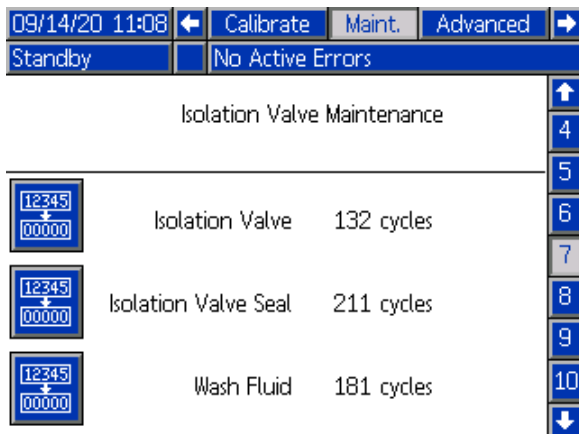 09/14/20 11:08 Calibrate Maint. Advanced
Standby No Active Errors
Isolation Valve Maintenance
4
5
12345
00000
Isolation Valve 132 cycles
6
7
12345
00000
Isolation Valve Seal 211 cycles
8
9
12345
00000
Wash Fluid 181 cycles
10